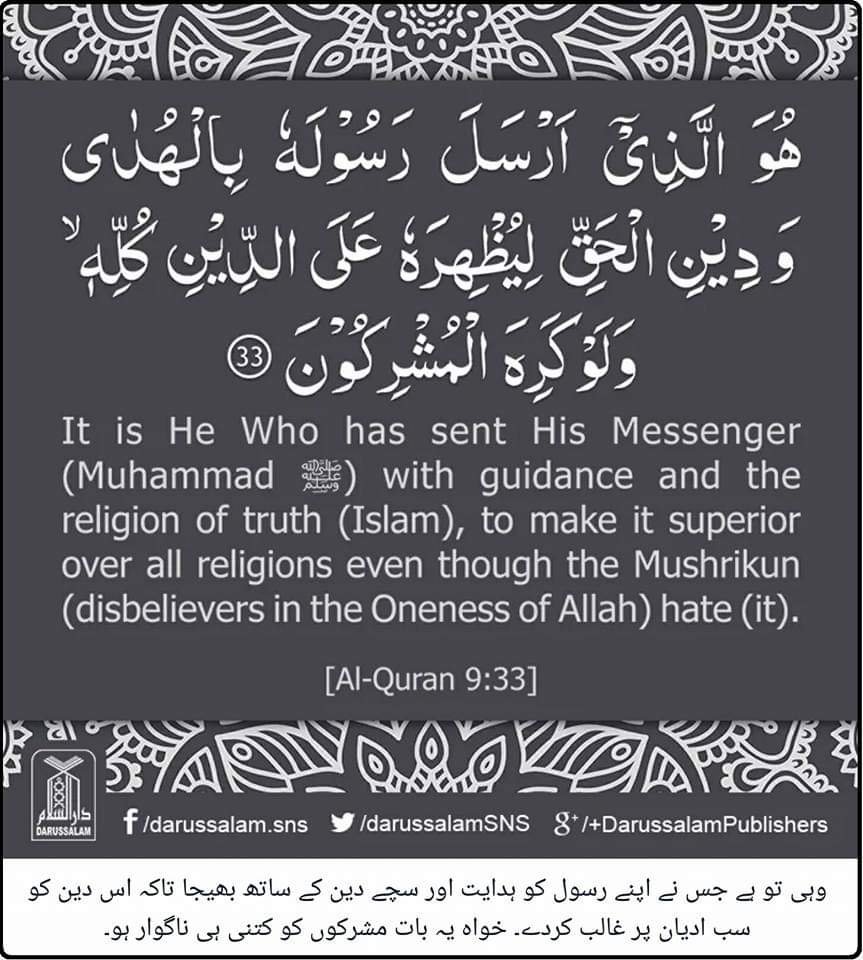 هُوَ الَّذِیْۤ اَرْسَلَ رَسُوْلَهٗ بِالْهُدٰی
وَ دِیْنِ الْحَقِّ لِیُظْهِرَهٗ عَلَی الدِّیْنِ كُلِّهٖۙ
وَلَوْ كَرِهَ الْمُشْرِكُوْنَ 33
It is He Who has sent His Messenger
(Muhammad ﷺ) with guidance and the
religion of truth (Islam), to make it superior
over all religions even though the Mushrikun
(disbelievers in the Oneness of Allah) hate (it).
[Al-Quran 9:33]
دارالسلام
DARUSSALAM
f/darussalam.sns /darussalamSNS g+/+DarussalamPublishers
وہی تو ہے جس نے اپنے رسول کو ہدایت اور سچے دین کے ساتھ بھیجا تاکہ اس دین کو
سب ادیان پر غالب کردے۔ خواہ یہ بات مشرکوں کو کتنی ہی ناگوار ہو۔